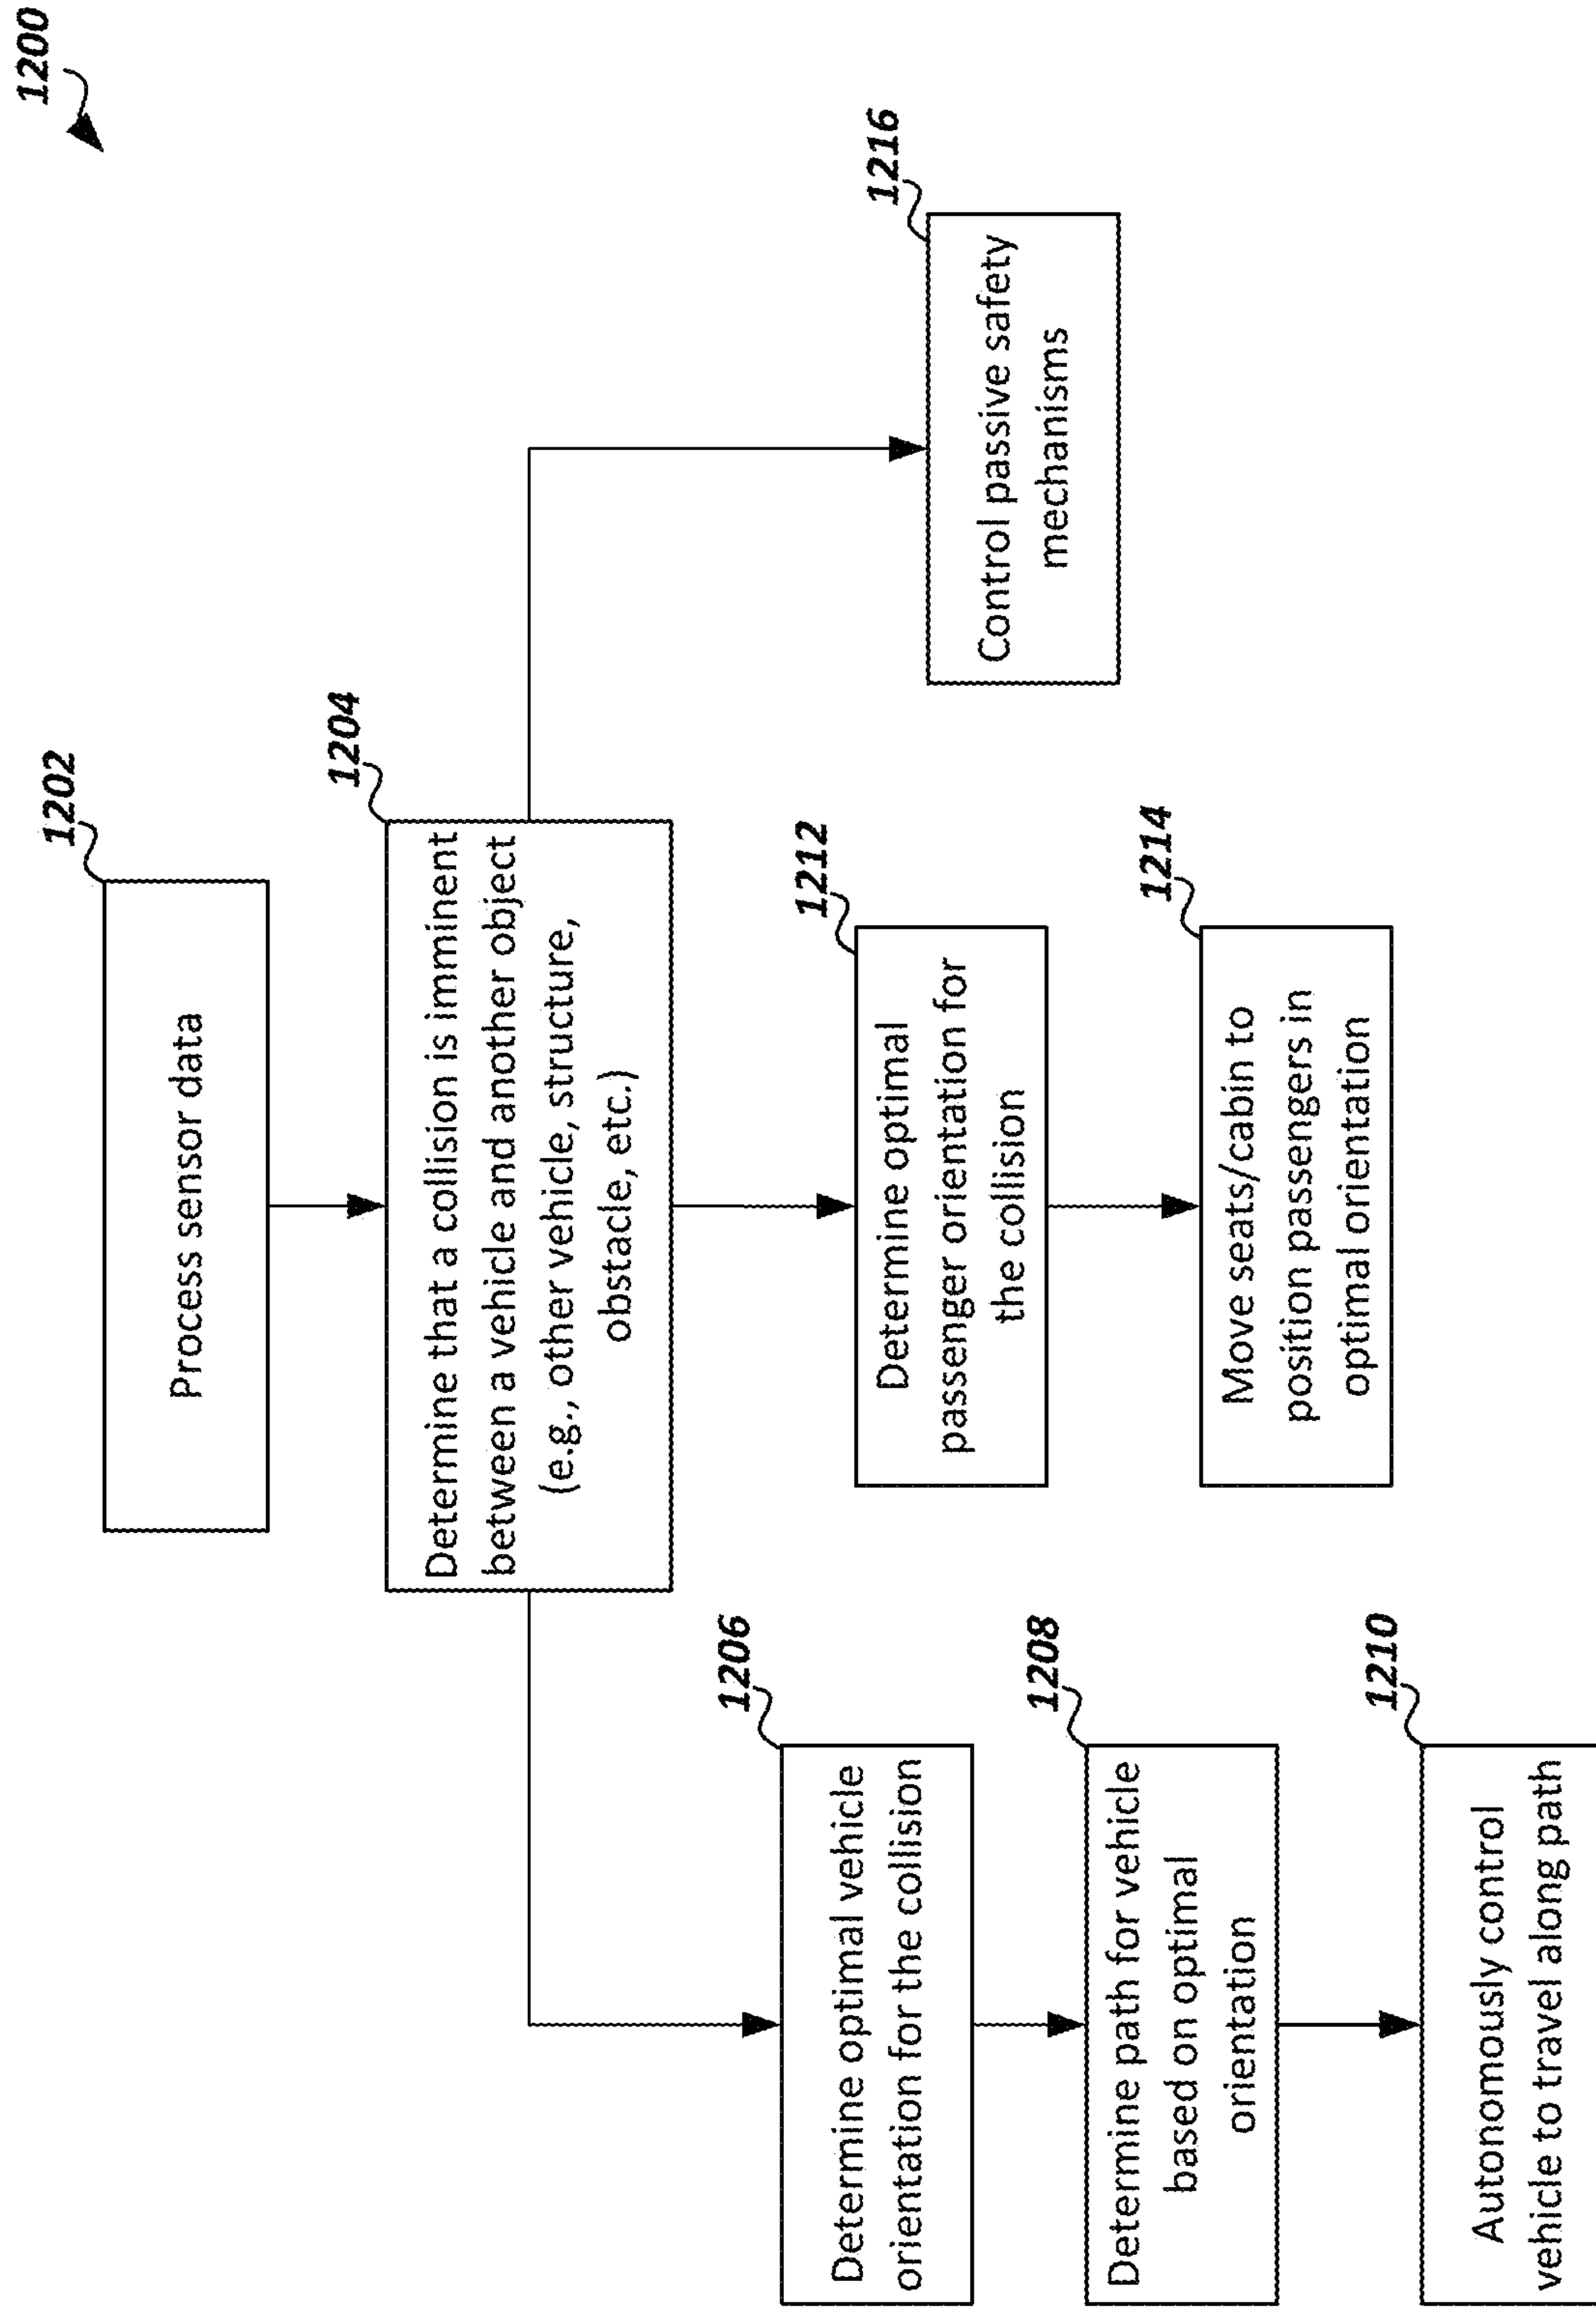 1200
1202
Process sensor data
1204
Determine that a collision is imminent
between a vehicle and another object
(e.g., other vehicle, structure,
obstacle, etc.)
1206
Determine optimal vehicle
orientation for the collision
1208
Determine path for vehicle
based on optimal
orientation
1210
Autonomously control
vehicle to travel along path
1212
Determine optimal
passenger orientation for
the collision
1214
Move seats/cabin to
position passengers in
optimal orientation
1216
Control passive safety
mechanisms